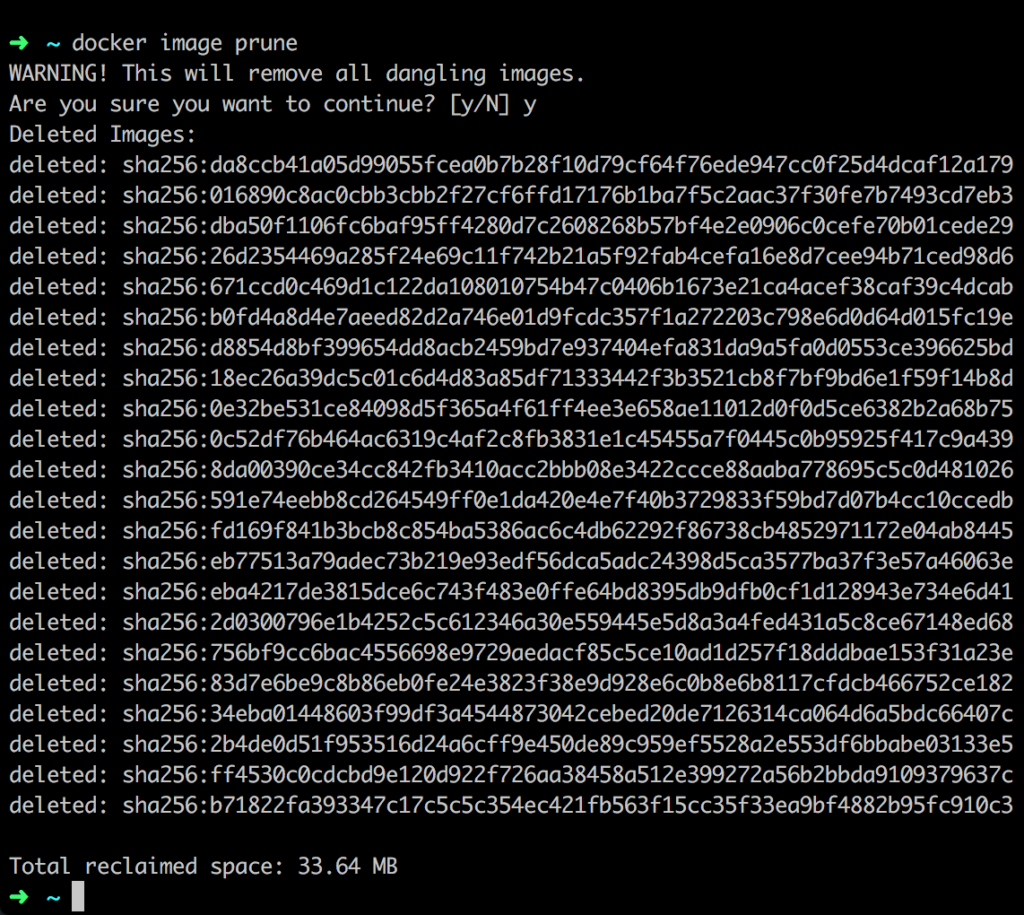 ➜ ~ docker image prune
WARNING! This will remove all dangling images.
Are you sure you want to continue? [y/N] y
Deleted Images:
deleted: sha256:da8ccb41a05d99055fcea0b7b28f10d79cf64f76ede947cc0f25d4dcaf12a179
deleted: sha256:016890c8ac0cbb3cbb2f27cf6ffd17176b1ba7f5c2aac37f30fe7b7493cd7eb3
deleted: sha256:dba50f1106fc6baf95ff4280d7c2608268b57bf4e2e0906c0cefe70b01cede29
deleted: sha256:26d2354469a285f24e69c11f742b21a5f92fab4cefa16e8d7cee94b71ced98d6
deleted: sha256:671ccd0c469d1c122da108010754b47c0406b1673e21ca4acef38caf39c4dcab
deleted: sha256:b0fd4a8d4e7aeed82d2a746e01d9fcdc357f1a272203c798e6d0d64d015fc19e
deleted: sha256:d8854d8bf399654dd8acb2459bd7e937404efa831da9a5fa0d0553ce396625bd
deleted: sha256:18ec26a39dc5c01c6d4d83a85df71333442f3b3521cb8f7bf9bd6e1f59f14b8d
deleted: sha256:0e32be531ce84098d5f365a4f61ff4ee3e658ae11012d0f0d5ce6382b2a68b75
deleted: sha256:0c52df76b464ac6319c4af2c8fb3831e1c45455a7f0445c0b95925f417c9a439
deleted: sha256:8da00390ce34cc842fb3410acc2bbb08e3422ccce88aaba778695c5c0d481026
deleted: sha256:591e74eebb8cd264549ff0e1da420e4e7f40b3729833f59bd7d07b4cc10ccedb
deleted: sha256:fd169f841b3bcb8c854ba5386ac6c4db62292f86738cb4852971172e04ab8445
deleted: sha256:eb77513a79adec73b219e93edf56dca5adc24398d5ca3577ba37f3e57a46063e
deleted: sha256:eba4217de3815dce6c743f483e0ffe64bd8395db9dfb0cf1d128943e734e6d41
deleted: sha256:2d0300796e1b4252c5c612346a30e559445e5d8a3a4fed431a5c8ce67148ed68
deleted: sha256:756bf9cc6bac4556698e9729aedacf85c5ce10ad1d257f18dddbae153f31a23e
deleted: sha256:83d7e6be9c8b86eb0fe24e3823f38e9d928e6c0b8e6b8117cfdcb466752ce182
deleted: sha256:34eba01448603f99df3a4544873042cebed20de7126314ca064d6a5bdc66407c
deleted: sha256:2b4de0d51f953516d24a6cff9e450de89c959ef5528a2e553df6bbabe03133e5
deleted: sha256:ff4530c0cdcbd9e120d922f726aa38458a512e399272a56b2bbda9109379637c
deleted: sha256:b71822fa393347c17c5c5c354ec421fb563f15cc35f33ea9bf4882b95fc910c3
Total reclaimed space: 33.64 MB
➜ ~